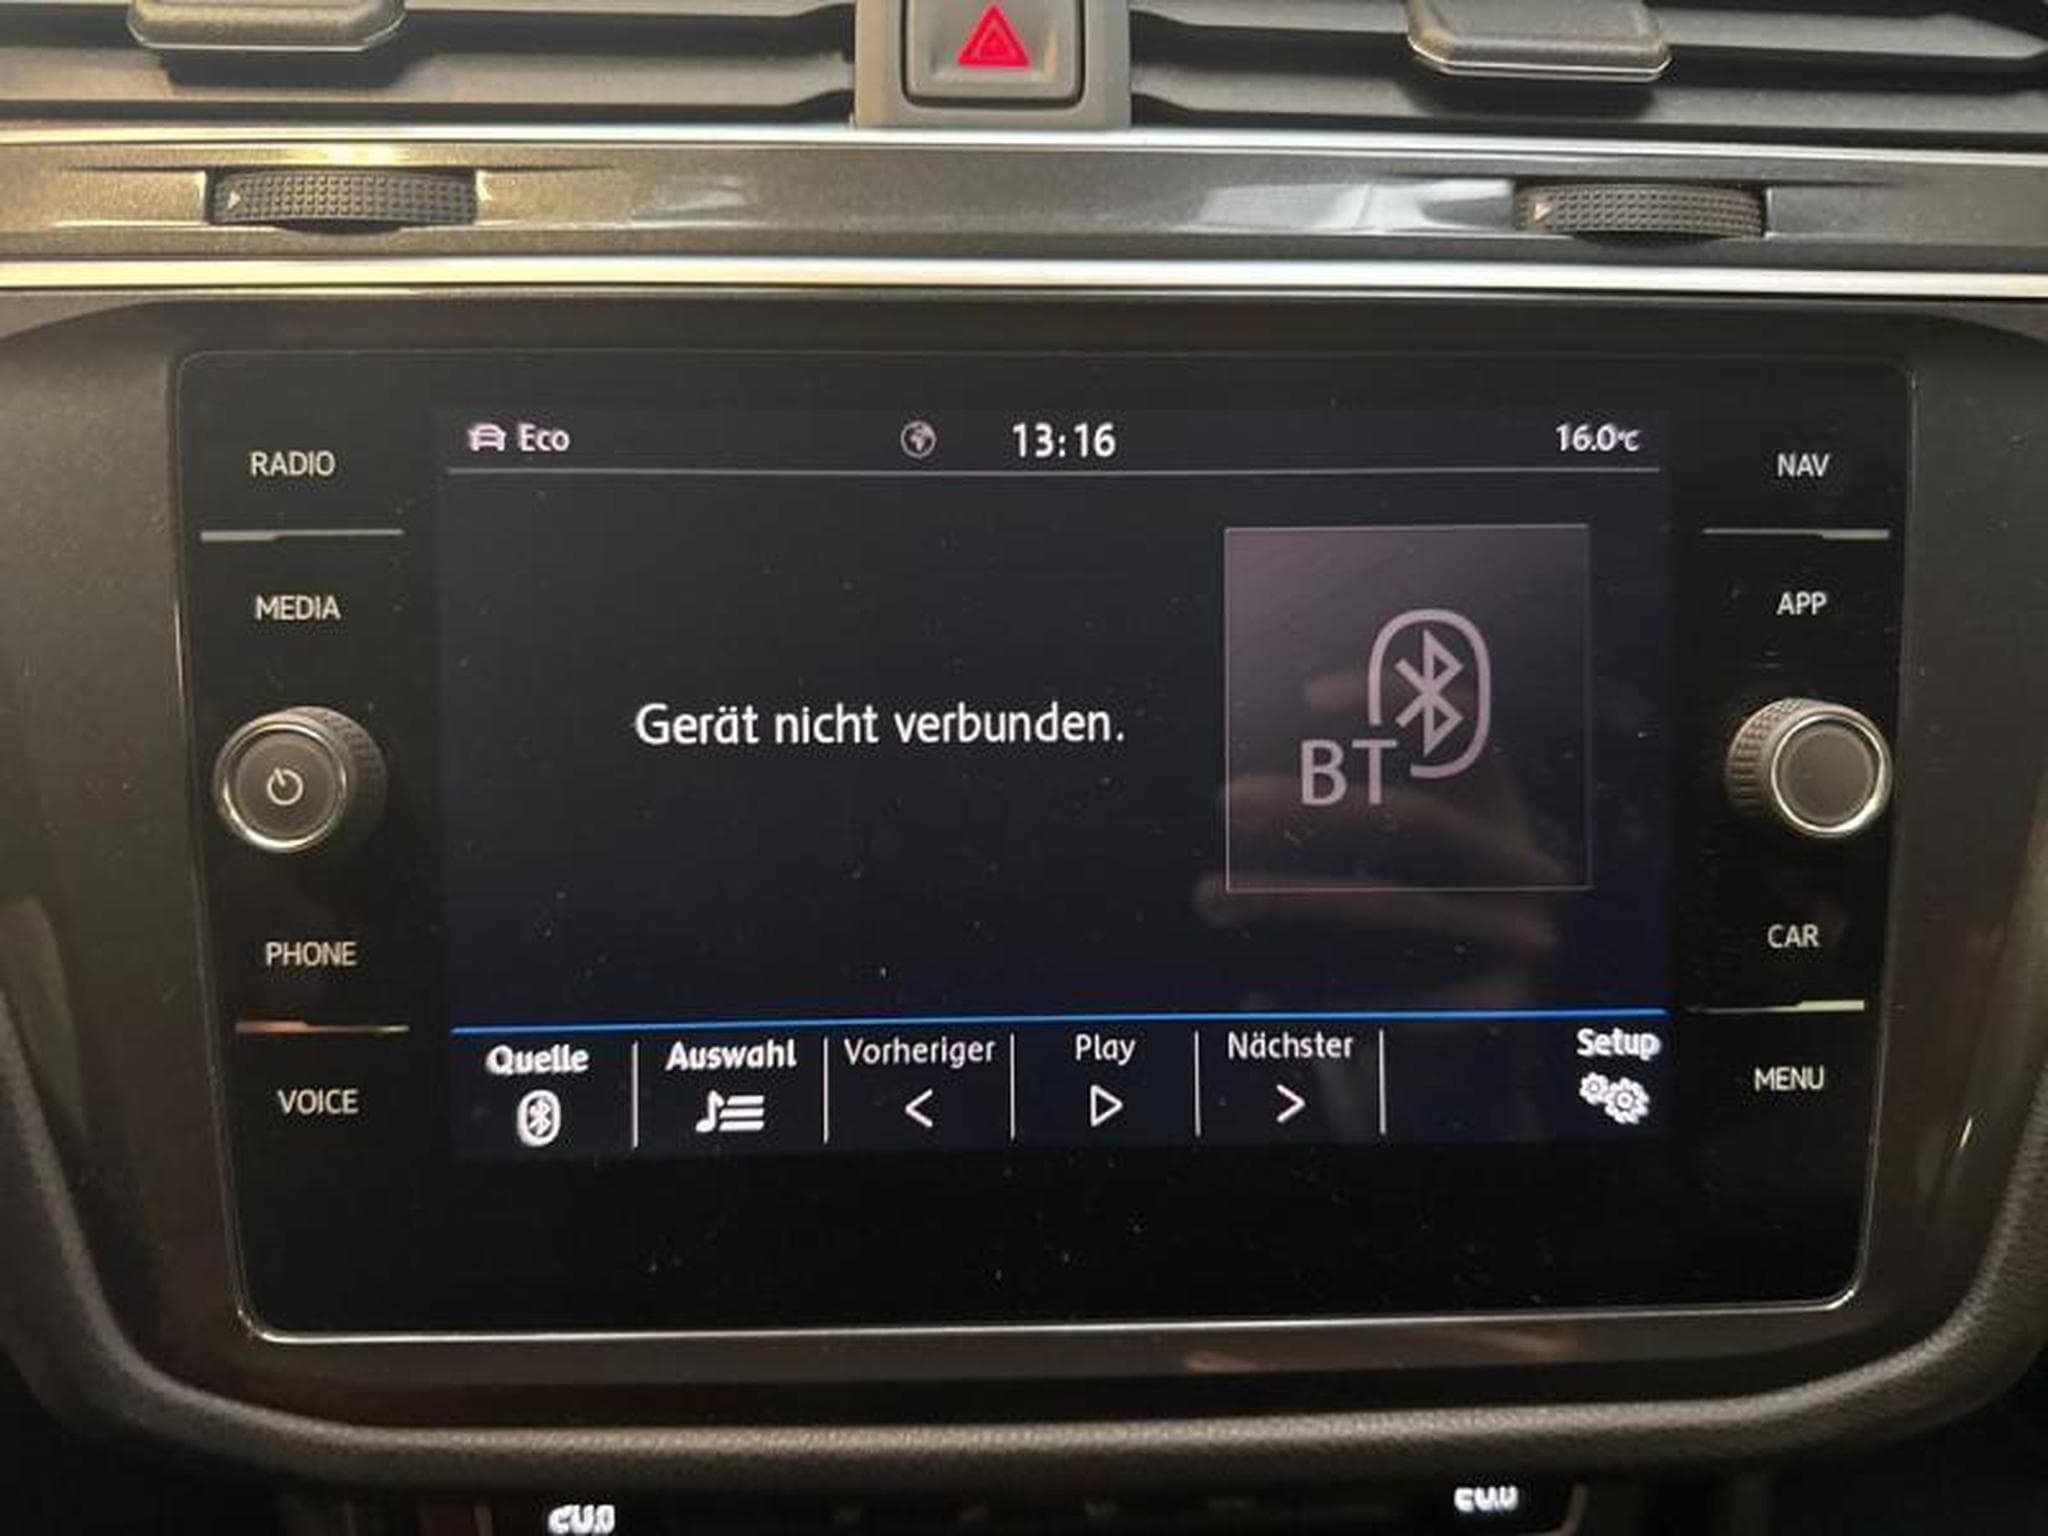 Eco 13:16 16.0°C
RADIO
NAV
MEDIA
APP
BT
Gerät nicht verbunden.
PHONE
CAR
Quelle Auswahl Vorheriger Play Nächster Setup
VOICE
MENU